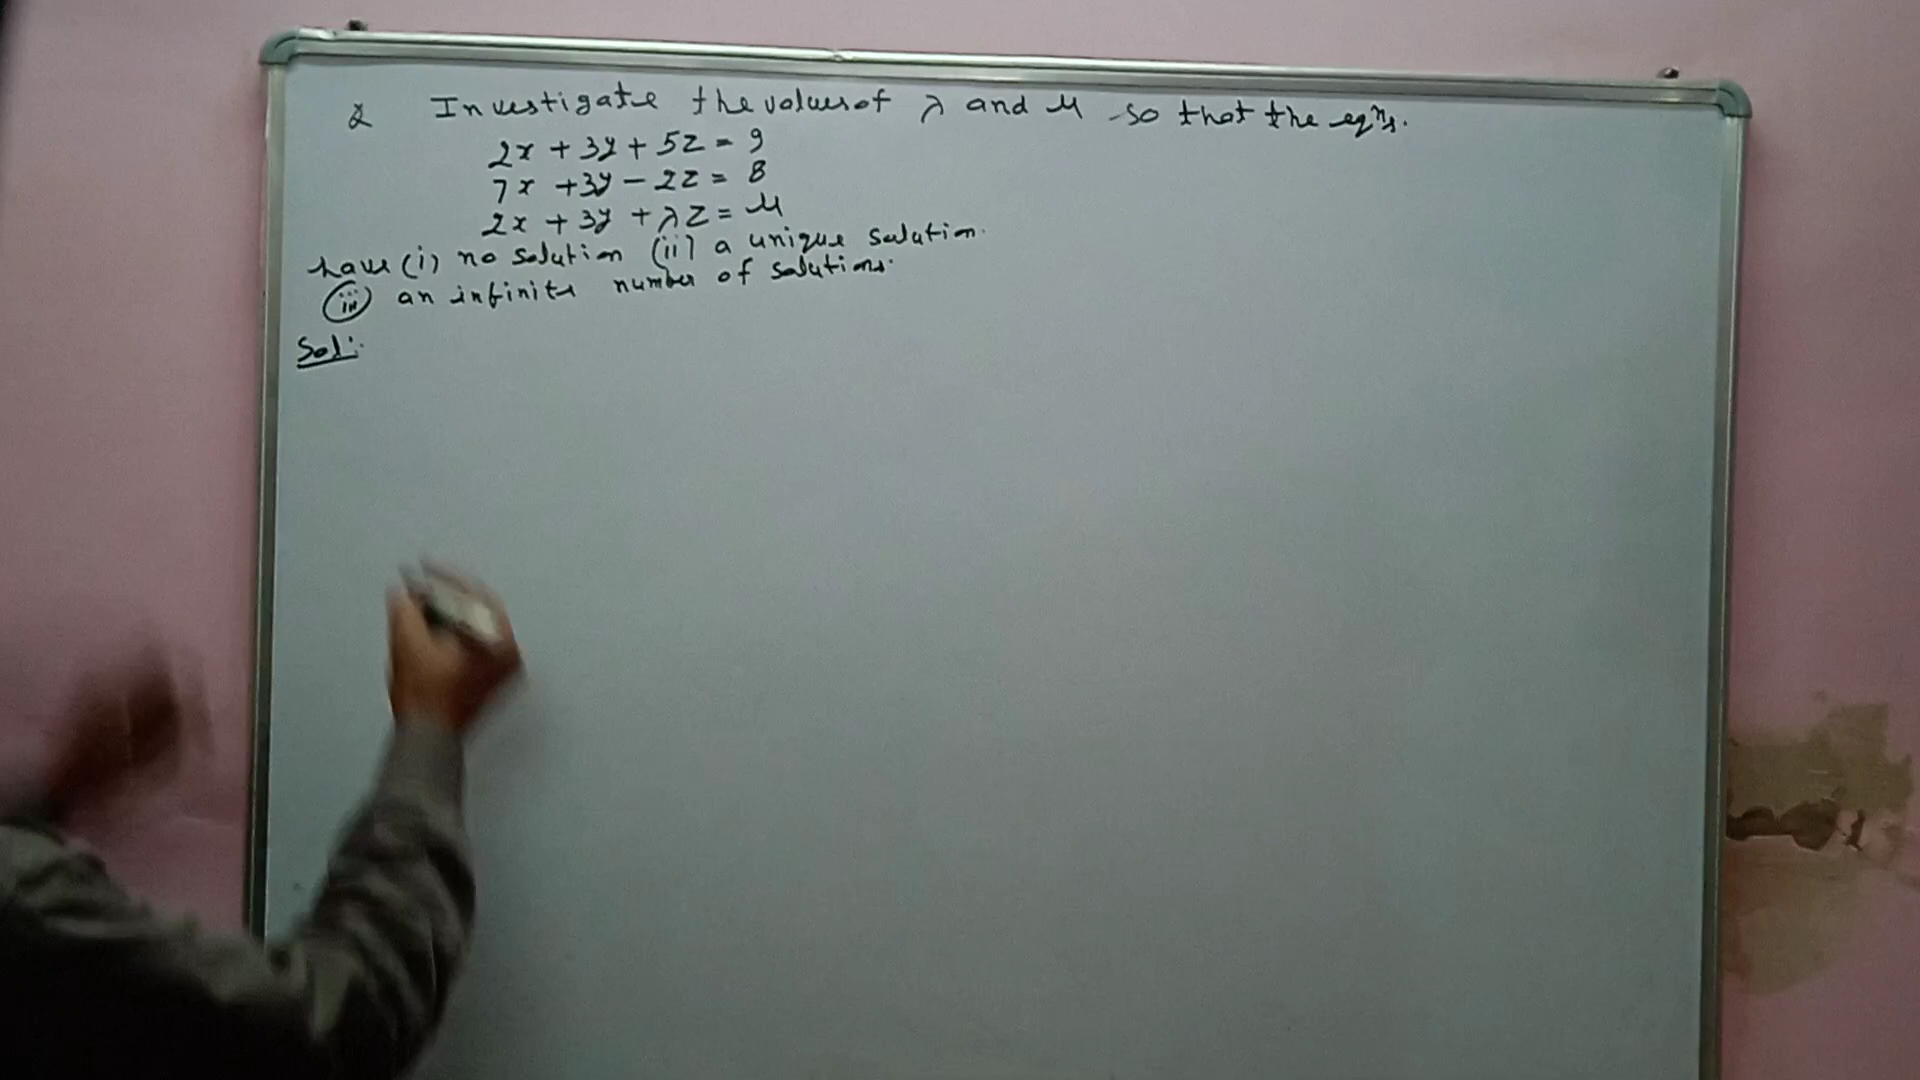 Q Investigate the values of λ and μ so that the eqⁿs.
2x + 3y + 5z = 9
7x + 3y - 2z = 8
2x + 3y + λz = μ
have (i) no solution (ii) a unique solution.
(iii) an infinite number of solutions.
Sol: